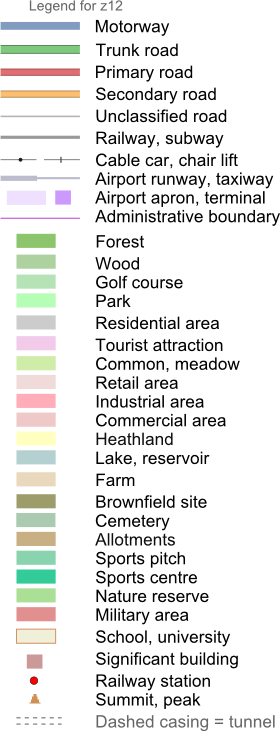 Legend for z12
Motorway
Trunk road
Primary road
Secondary road
Unclassified road
Railway, subway
Cable car, chair lift
Airport runway, taxiway
Airport apron, terminal
Administrative boundary
Forest
Wood
Golf course
Park
Residential area
Tourist attraction
Common, meadow
Retail area
Industrial area
Commercial area
Heathland
Lake, reservoir
Farm
Brownfield site
Cemetery
Allotments
Sports pitch
Sports centre
Nature reserve
Military area
School, university
Significant building
Railway station
Summit, peak
Dashed casing = tunnel